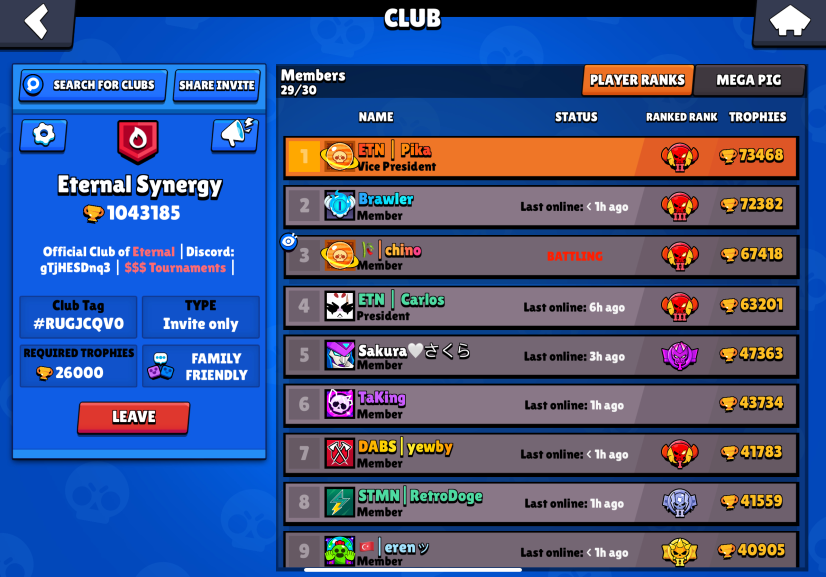 CLUB
SEARCH FOR CLUBS
SHARE INVITE
Eternal Synergy
1043185
Official Club of Eternal | Discord:
gTjHESDnq3 | $$$ Tournaments |
Club Tag
#RUGJCQV0
TYPE
Invite only
REQUIRED TROPHIES
26000
FAMILY
FRIENDLY
LEAVE
Members
29/30
PLAYER RANKS
MEGA PIG
NAME STATUS RANKED RANK TROPHIES
1 ETN | Pika 73468
Vice President
2 Brawler Last online: < 1h ago 72382
Member
3 |chino BATTLING 67418
Member
4 ETN | Carlos Last online: 6h ago 63201
President
5 Sakura🤍さくら Last online: 3h ago 47363
Member
6 TaKing Last online: 1h ago 43734
Member
7 DABS|yewby Last online: < 1h ago 41783
Member
8 STMN|RetroDoge Last online: 1h ago 41559
Member
9 🇹🇷|erenッ Last online: < 1h ago 40905
Member